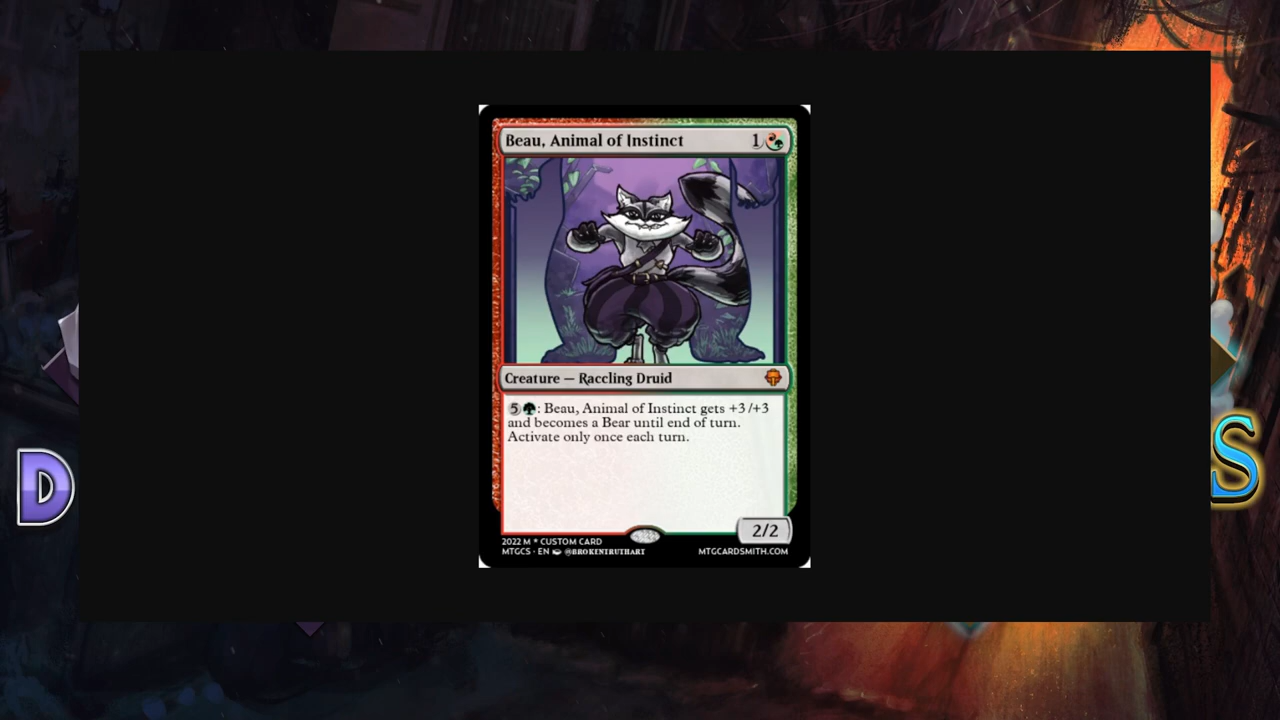 Beau, Animal of Instinct 1
Creature — Raccling Druid
5: Beau, Animal of Instinct gets +3/+3
and becomes a Bear until end of turn.
Activate only once each turn.
2/2
2022 M * CUSTOM CARD
MTGCS · EN @BROKENTRUTHART MTGCARDSMITH.COM
D
S